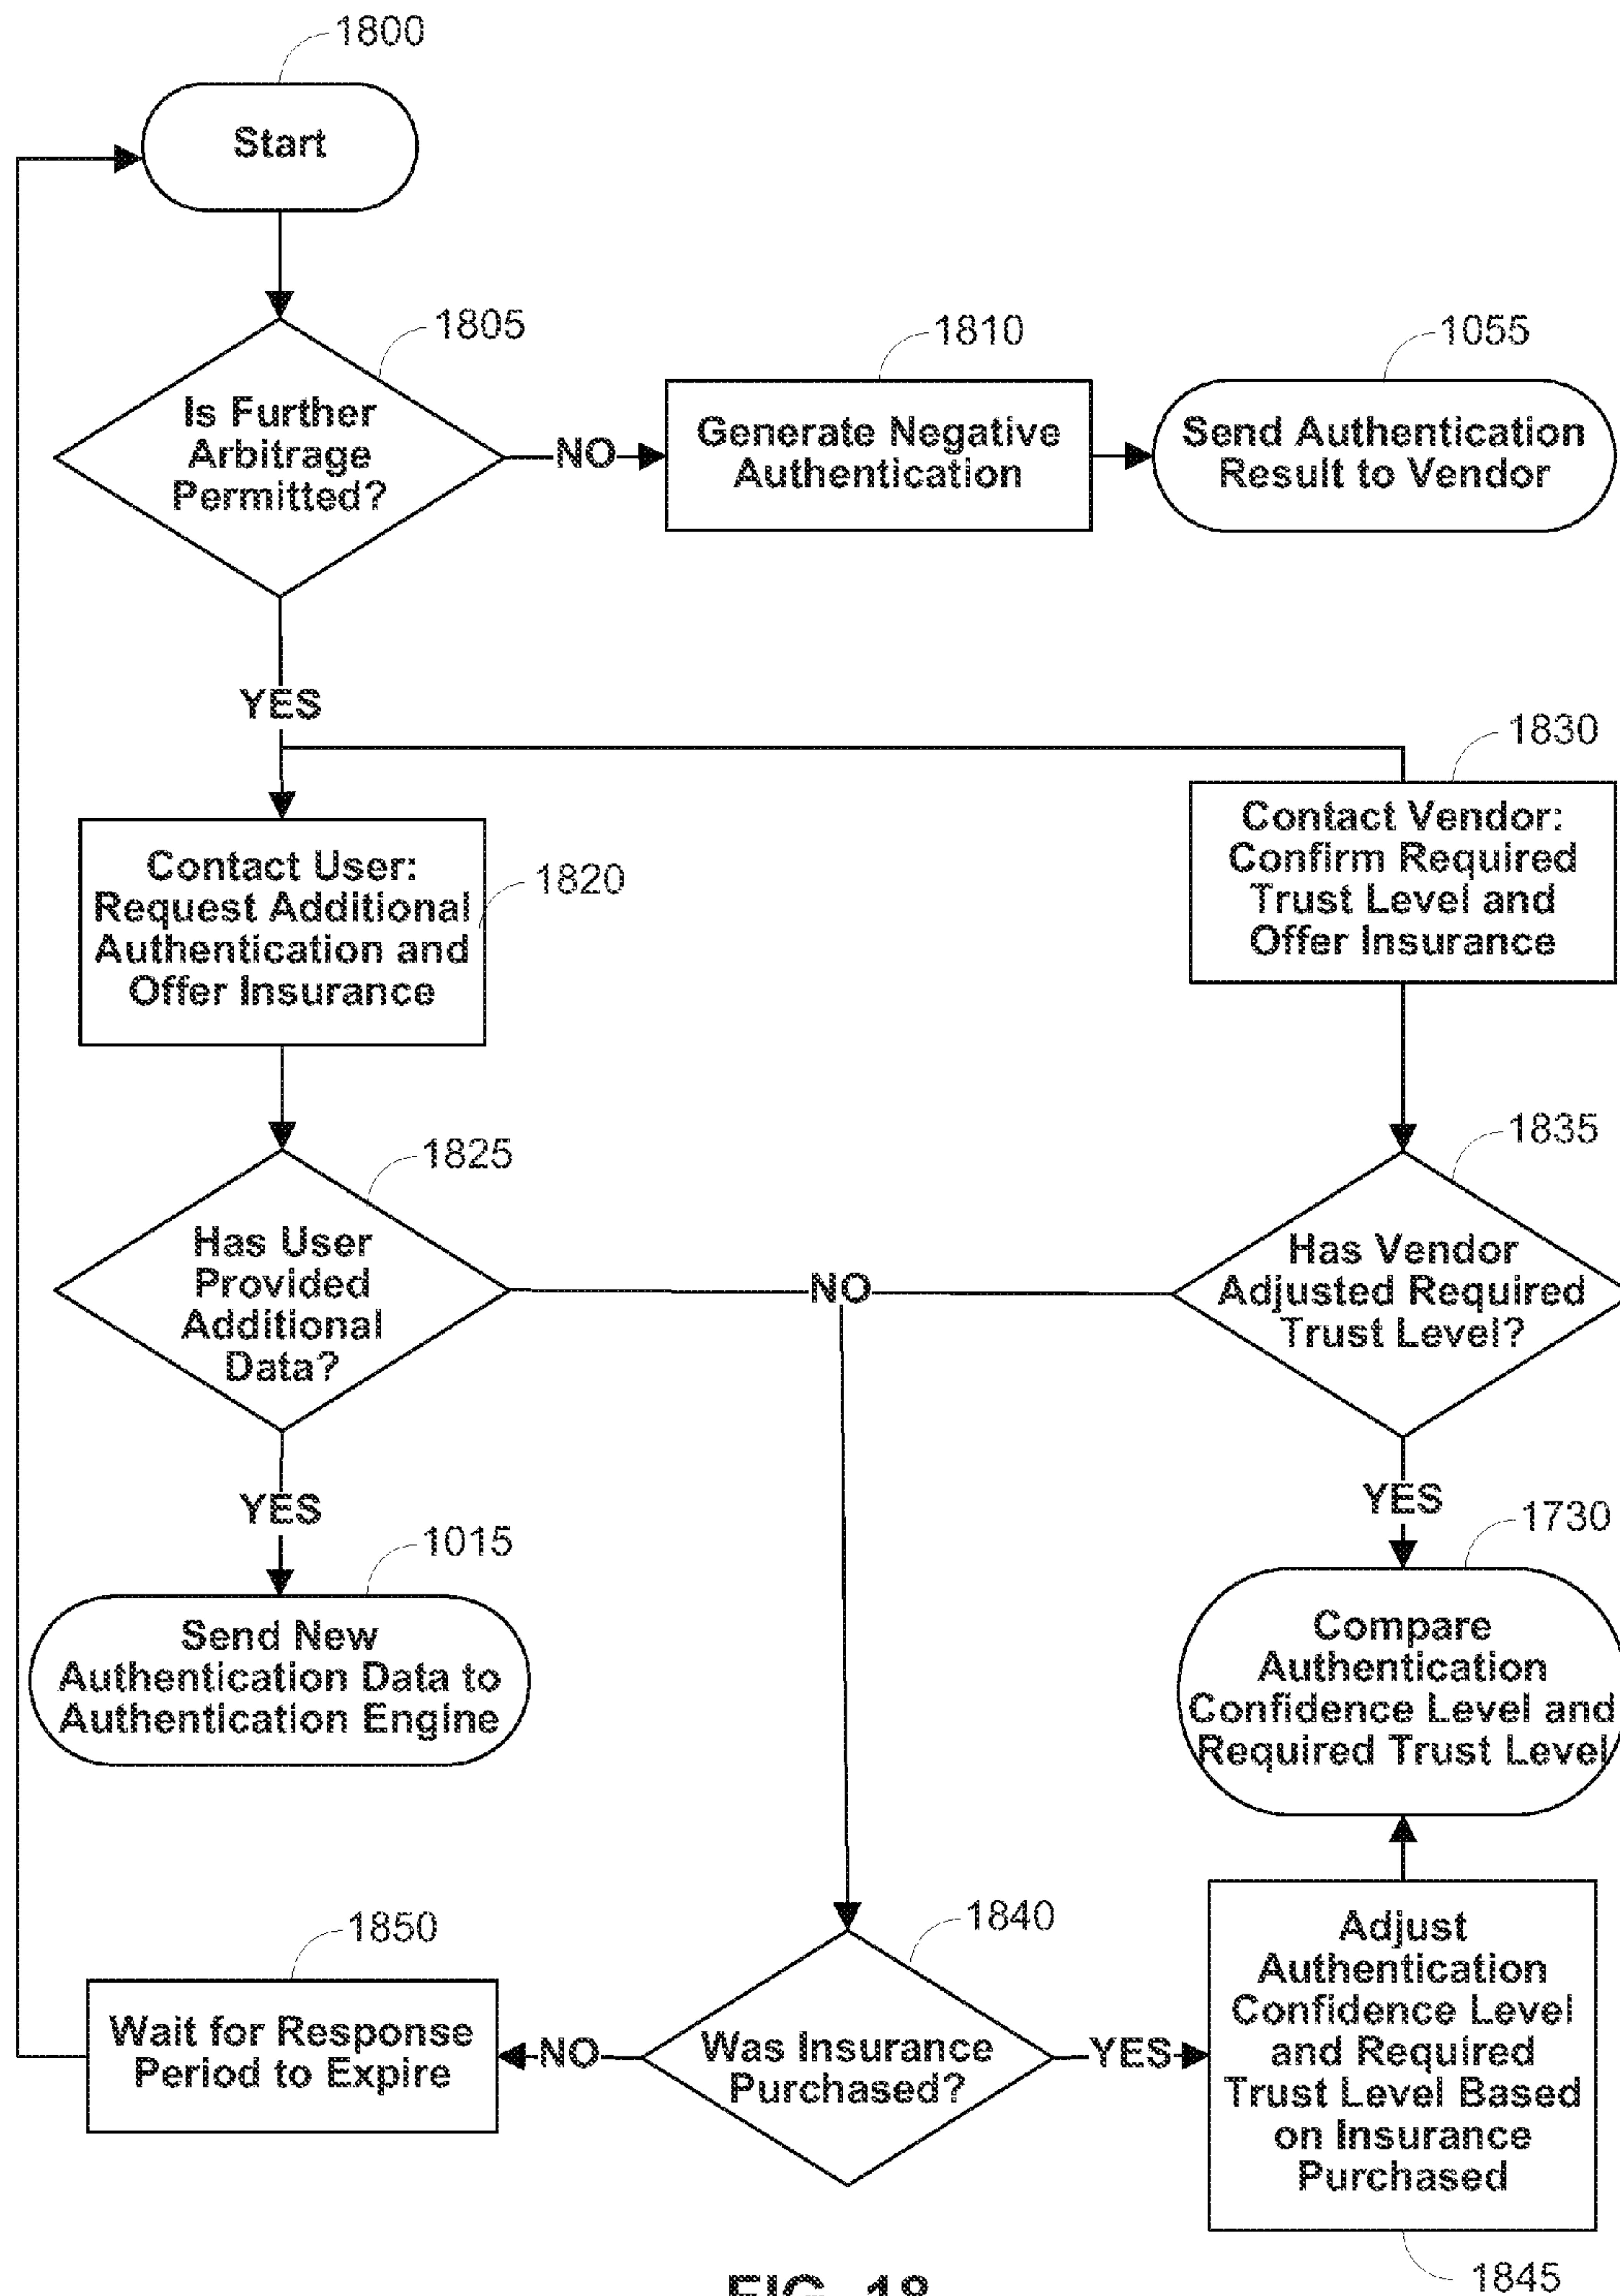 1800
Start
1805
Is Further
Arbitrage
Permitted?
NO
1810
Generate Negative
Authentication
1055
Send Authentication
Result to Vendor
YES
1830
Contact Vendor:
Confirm Required
Trust Level and
Offer Insurance
1820
Contact User:
Request Additional
Authentication and
Offer Insurance
1825
Has User
Provided
Additional
Data?
NO
1835
Has Vendor
Adjusted Required
Trust Level?
YES
YES
1015
Send New
Authentication Data to
Authentication Engine
1730
Compare
Authentication
Confidence Level and
Required Trust Level
1850
Wait for Response
Period to Expire
NO
1840
Was Insurance
Purchased?
YES
Adjust
Authentication
Confidence Level
and Required
Trust Level Based
on Insurance
Purchased
1845
FIG. 18